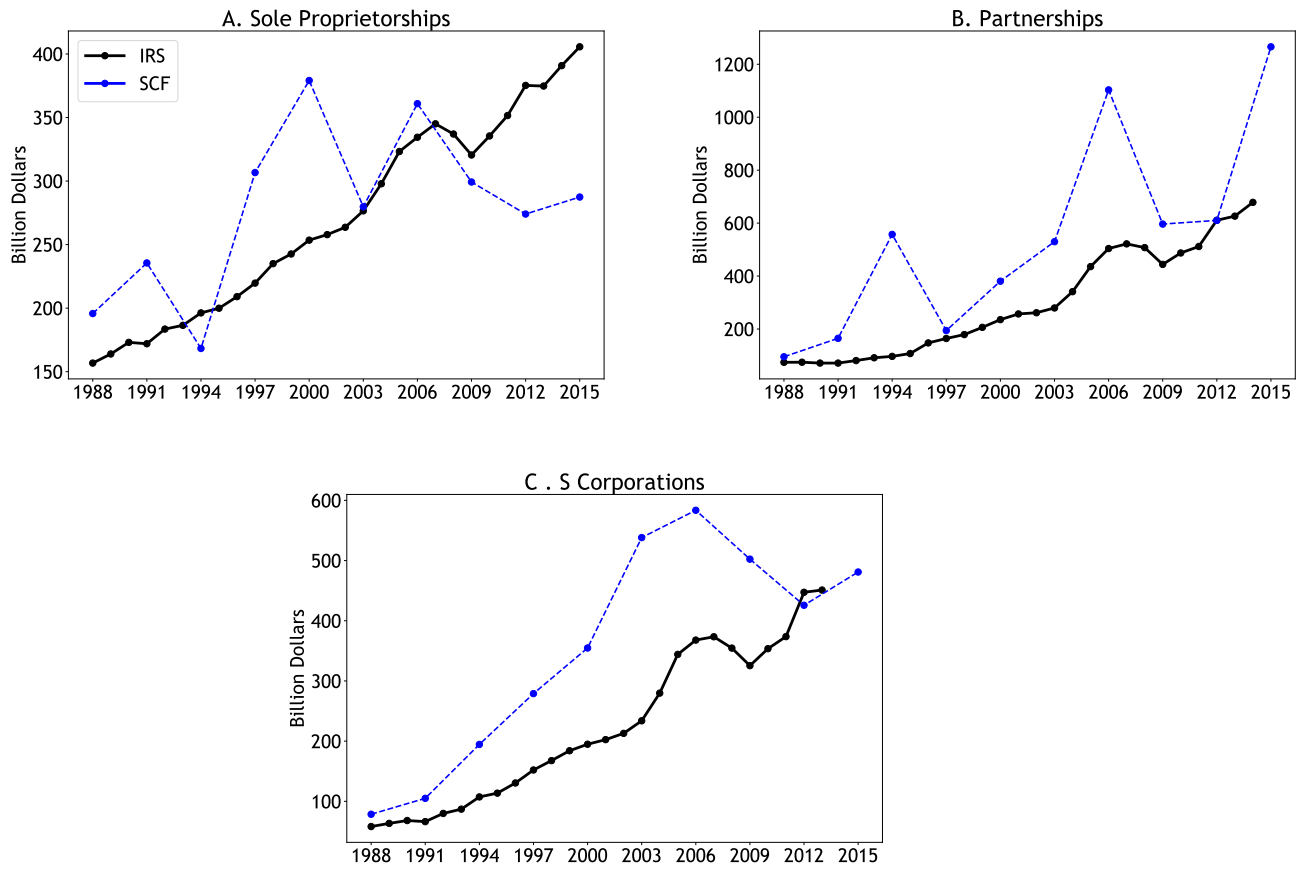 A. Sole Proprietorships
IRS
SCF
400
350
300
250
200
150
Billion Dollars
1988 1991 1994 1997 2000 2003 2006 2009 2012 2015
B. Partnerships
1200
1000
800
600
400
200
Billion Dollars
1988 1991 1994 1997 2000 2003 2006 2009 2012 2015
C . S Corporations
600
500
400
300
200
100
Billion Dollars
1988 1991 1994 1997 2000 2003 2006 2009 2012 2015